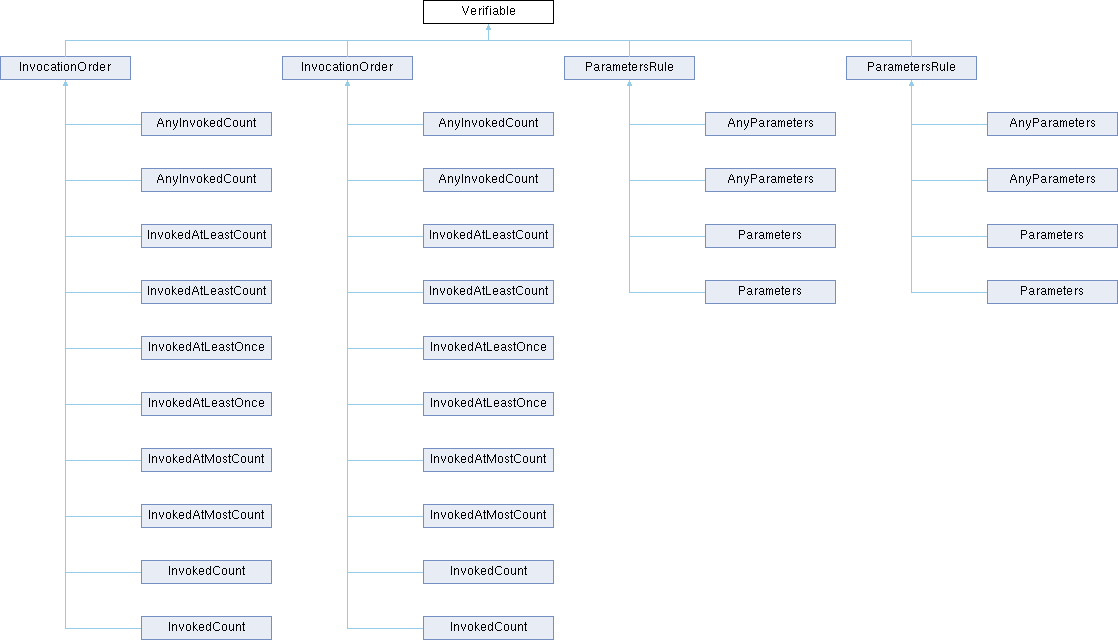 Verifiable
InvocationOrder
InvocationOrder
ParametersRule
ParametersRule
AnyInvokedCount
AnyInvokedCount
AnyParameters
AnyParameters
AnyInvokedCount
AnyInvokedCount
AnyParameters
AnyParameters
InvokedAtLeastCount
InvokedAtLeastCount
Parameters
Parameters
InvokedAtLeastCount
InvokedAtLeastCount
Parameters
Parameters
InvokedAtLeastOnce
InvokedAtLeastOnce
InvokedAtLeastOnce
InvokedAtLeastOnce
InvokedAtMostCount
InvokedAtMostCount
InvokedAtMostCount
InvokedAtMostCount
InvokedCount
InvokedCount
InvokedCount
InvokedCount